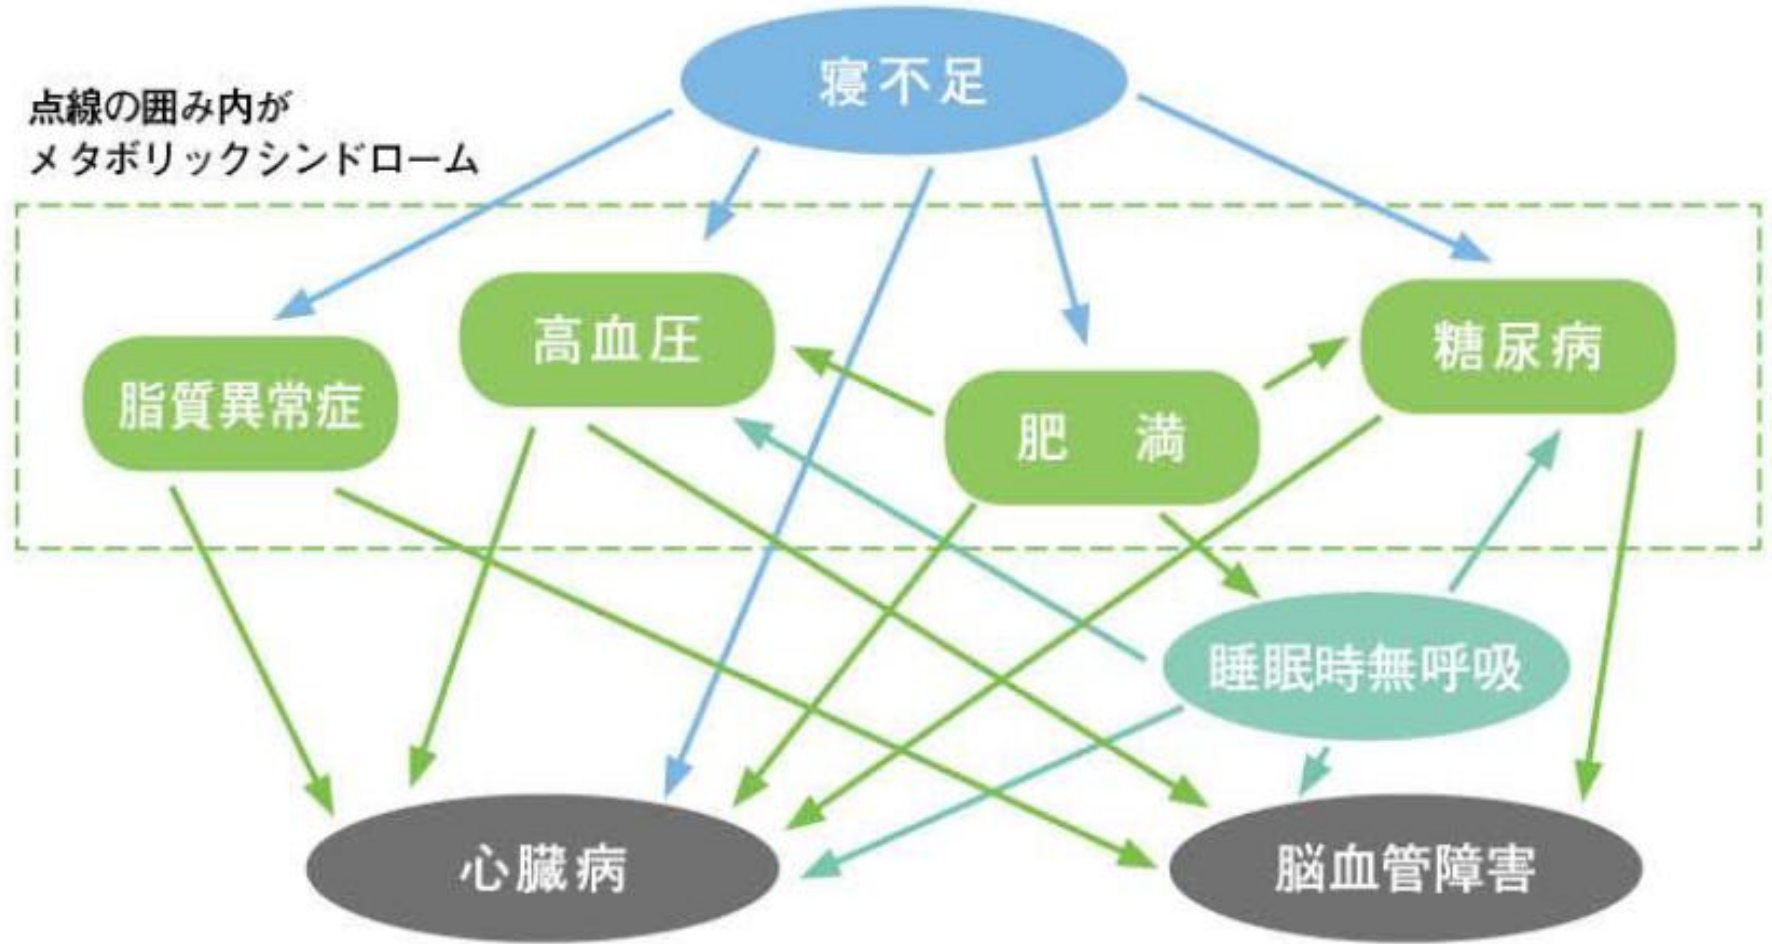 寝不足
点線の囲み内が
メタボリックシンドローム
脂質異常症
高血圧
肥　満
糖尿病
睡眠時無呼吸
心臓病
脳血管障害